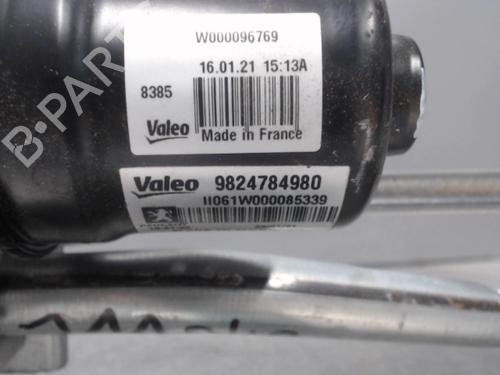 W000096769
16.01.21 15:13A
8385
Valeo Made in France
Valeo 9824784980
II061W000085339
B-PARTS